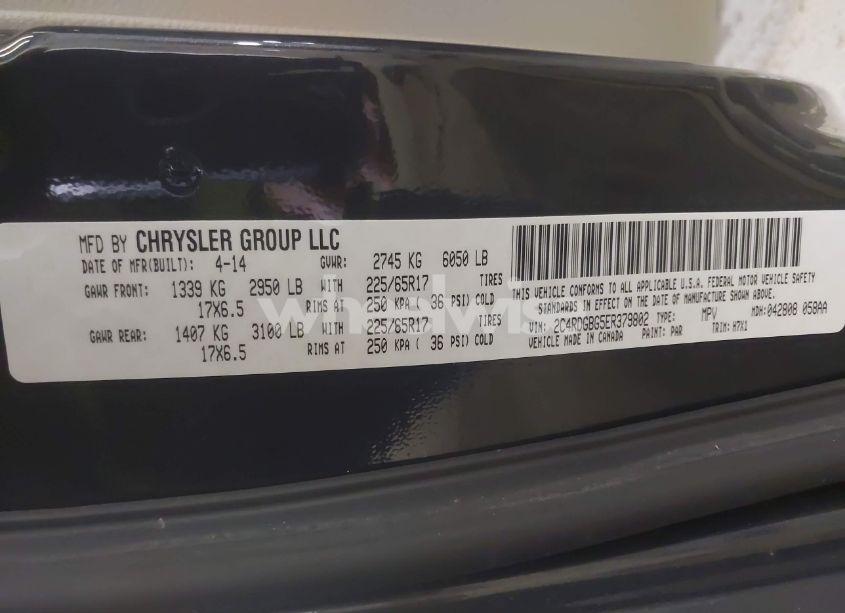 MFD BY CHRYSLER GROUP LLC
DATE OF MFR(BUILT): 4-14 GVWR: 2745 KG 6050 LB
GAWR FRONT: 1339 KG 2950 LB WITH 225/65R17 TIRES
17X6.5 RIMS AT 250 KPA ( 36 PSI) COLD
GAWR REAR: 1407 KG 3100 LB WITH 225/65R17 TIRES
17X6.5 RIMS AT 250 KPA ( 36 PSI) COLD
THIS VEHICLE CONFORMS TO ALL APPLICABLE U.S.A. FEDERAL MOTOR VEHICLE SAFETY
STANDARDS IN EFFECT ON THE DATE OF MANUFACTURE SHOWN ABOVE.
VIN: 2C4RDGBG5ER379802 TYPE: MPV MDH: 042808 058AA
VEHICLE MADE IN CANADA PAINT: PAR TRIM: H7X1